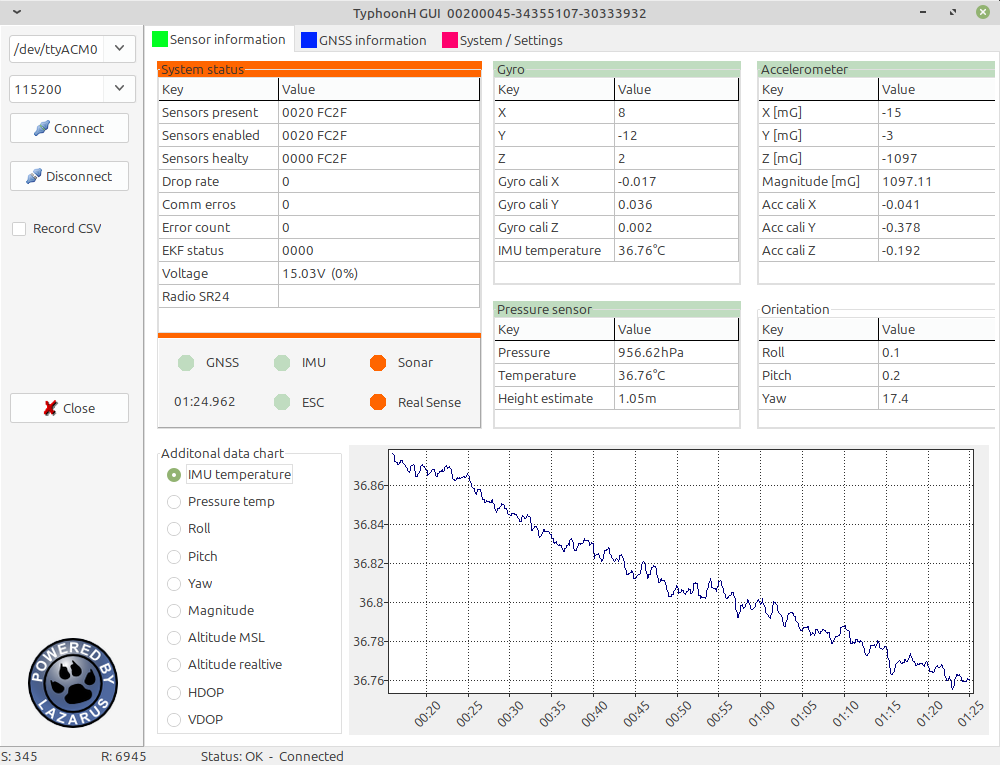 TyphoonH GUI 00200045-34355107-30333932
/dev/ttyACM0
115200
Connect
Disconnect
Record CSV
Close
POWERED BY
LAZARUS
Sensor information GNSS information System / Settings
System status
Key Value
Sensors present 0020 FC2F
Sensors enabled 0020 FC2F
Sensors healty 0000 FC2F
Drop rate 0
Comm erros 0
Error count 0
EKF status 0000
Voltage 15.03V (0%)
Radio SR24
GNSS IMU Sonar
01:24.962 ESC Real Sense
Gyro
Key Value
X 8
Y -12
Z 2
Gyro cali X -0.017
Gyro cali Y 0.036
Gyro cali Z 0.002
IMU temperature 36.76°C
Accelerometer
Key Value
X [mG] -15
Y [mG] -3
Z [mG] -1097
Magnitude [mG] 1097.11
Acc cali X -0.041
Acc cali Y -0.378
Acc cali Z -0.192
Pressure sensor
Key Value
Pressure 956.62hPa
Temperature 36.76°C
Height estimate 1.05m
Orientation
Key Value
Roll 0.1
Pitch 0.2
Yaw 17.4
Additonal data chart
IMU temperature
Pressure temp
Roll
Pitch
Yaw
Magnitude
Altitude MSL
Altitude realtive
HDOP
VDOP
36.86
36.84
36.82
36.8
36.78
36.76
00:20 00:25 00:30 00:35 00:40 00:45 00:50 00:55 01:00 01:05 01:10 01:15 01:20 01:25
S: 345 R: 6945 Status: OK - Connected